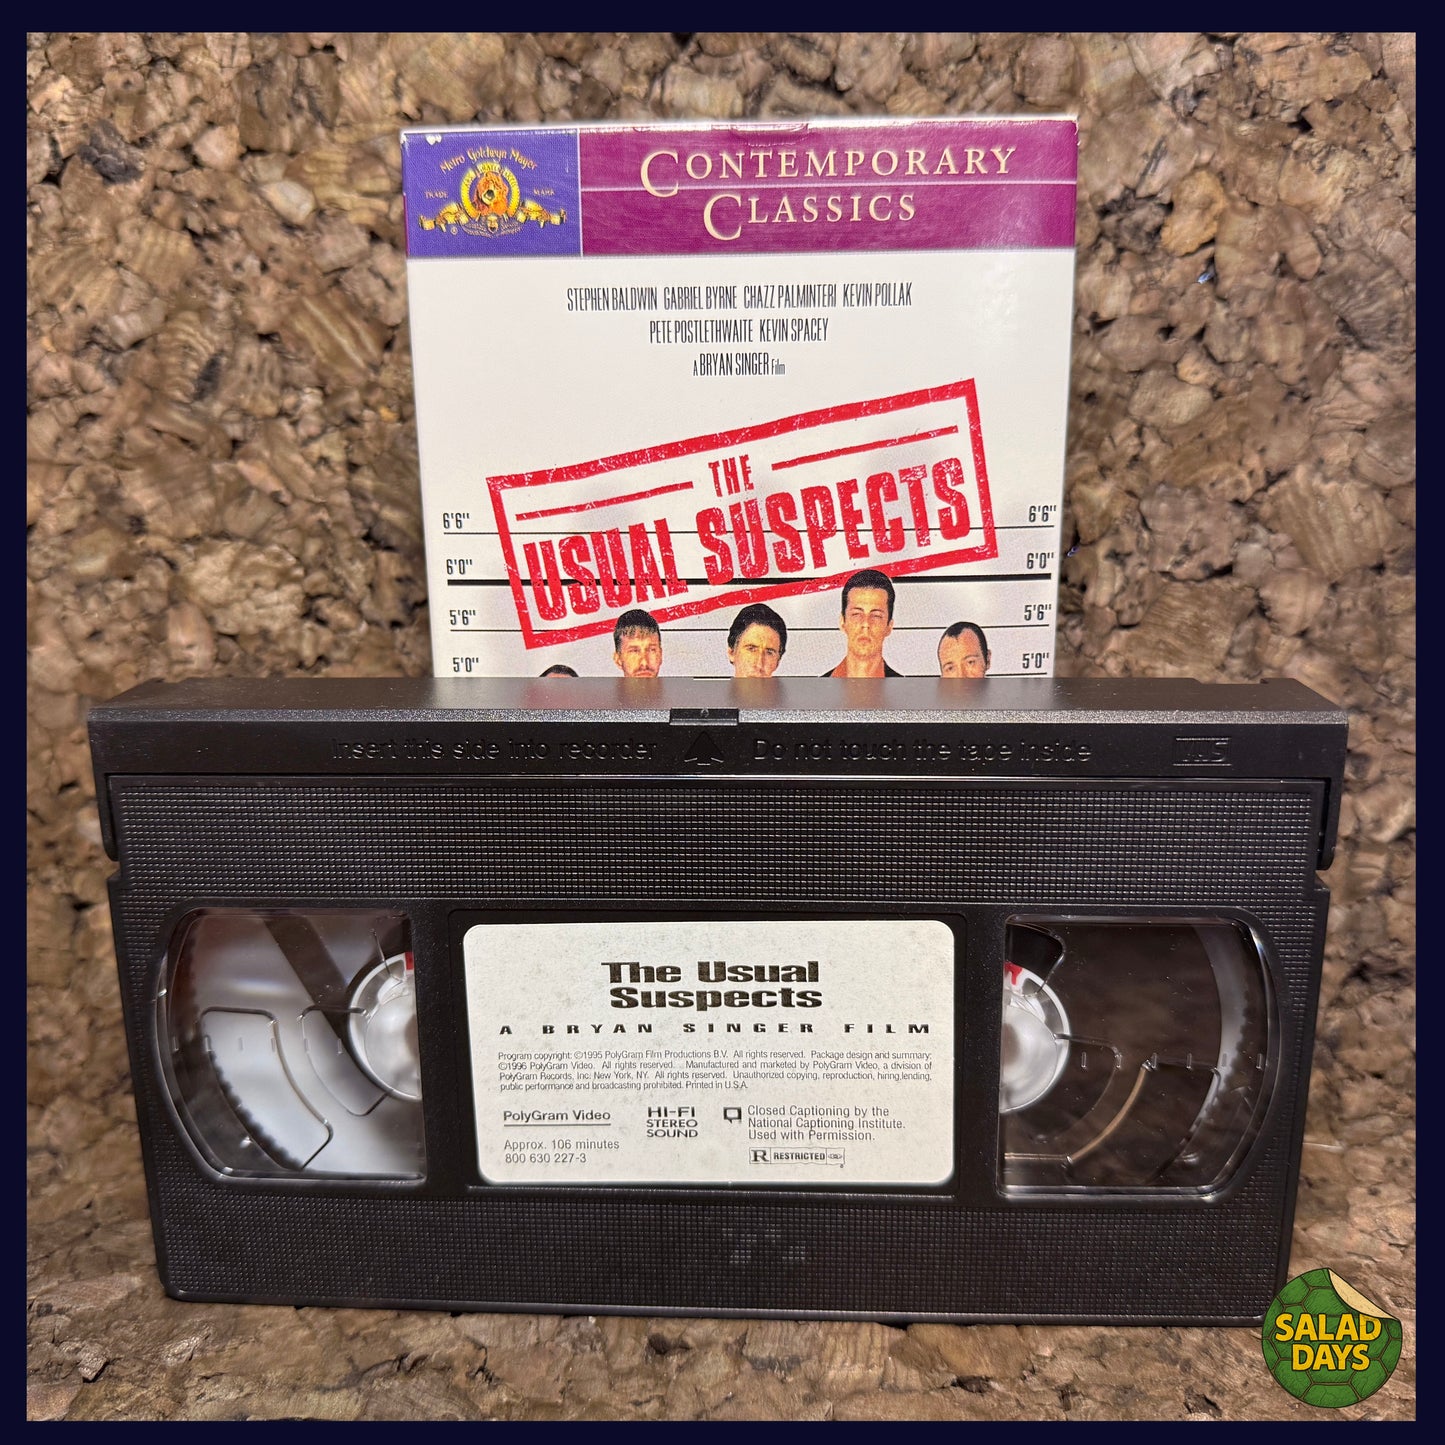 Metro Goldwyn Mayer
TRADE MARK
CONTEMPORARY
CLASSICS
STEPHEN BALDWIN GABRIEL BYRNE CHAZZ PALMINTERI KEVIN POLLAK
PETE POSTLETHWAITE KEVIN SPACEY
A BRYAN SINGER Film
THE
USUAL SUSPECTS
6'6" 6'6"
6'0" 6'0"
5'6" 5'6"
5'0" 5'0"
Insert this side into recorder Do not touch the tape inside VHS
The Usual
Suspects
A BRYAN SINGER FILM
Program copyright: ©1995 PolyGram Film Productions B.V. All rights reserved. Package design and summary:
©1996 PolyGram Video. All rights reserved. Manufactured and marketed by PolyGram Video, a division of
PolyGram Records, Inc. New York, NY. All rights reserved. Unauthorized copying, reproduction, hiring, lending,
public performance and broadcasting prohibited. Printed in U.S.A.
PolyGram Video
Approx. 106 minutes
800 630 227-3
HI-FI
STEREO
SOUND
Closed Captioning by the
National Captioning Institute.
Used with Permission.
R RESTRICTED
SALAD
DAYS